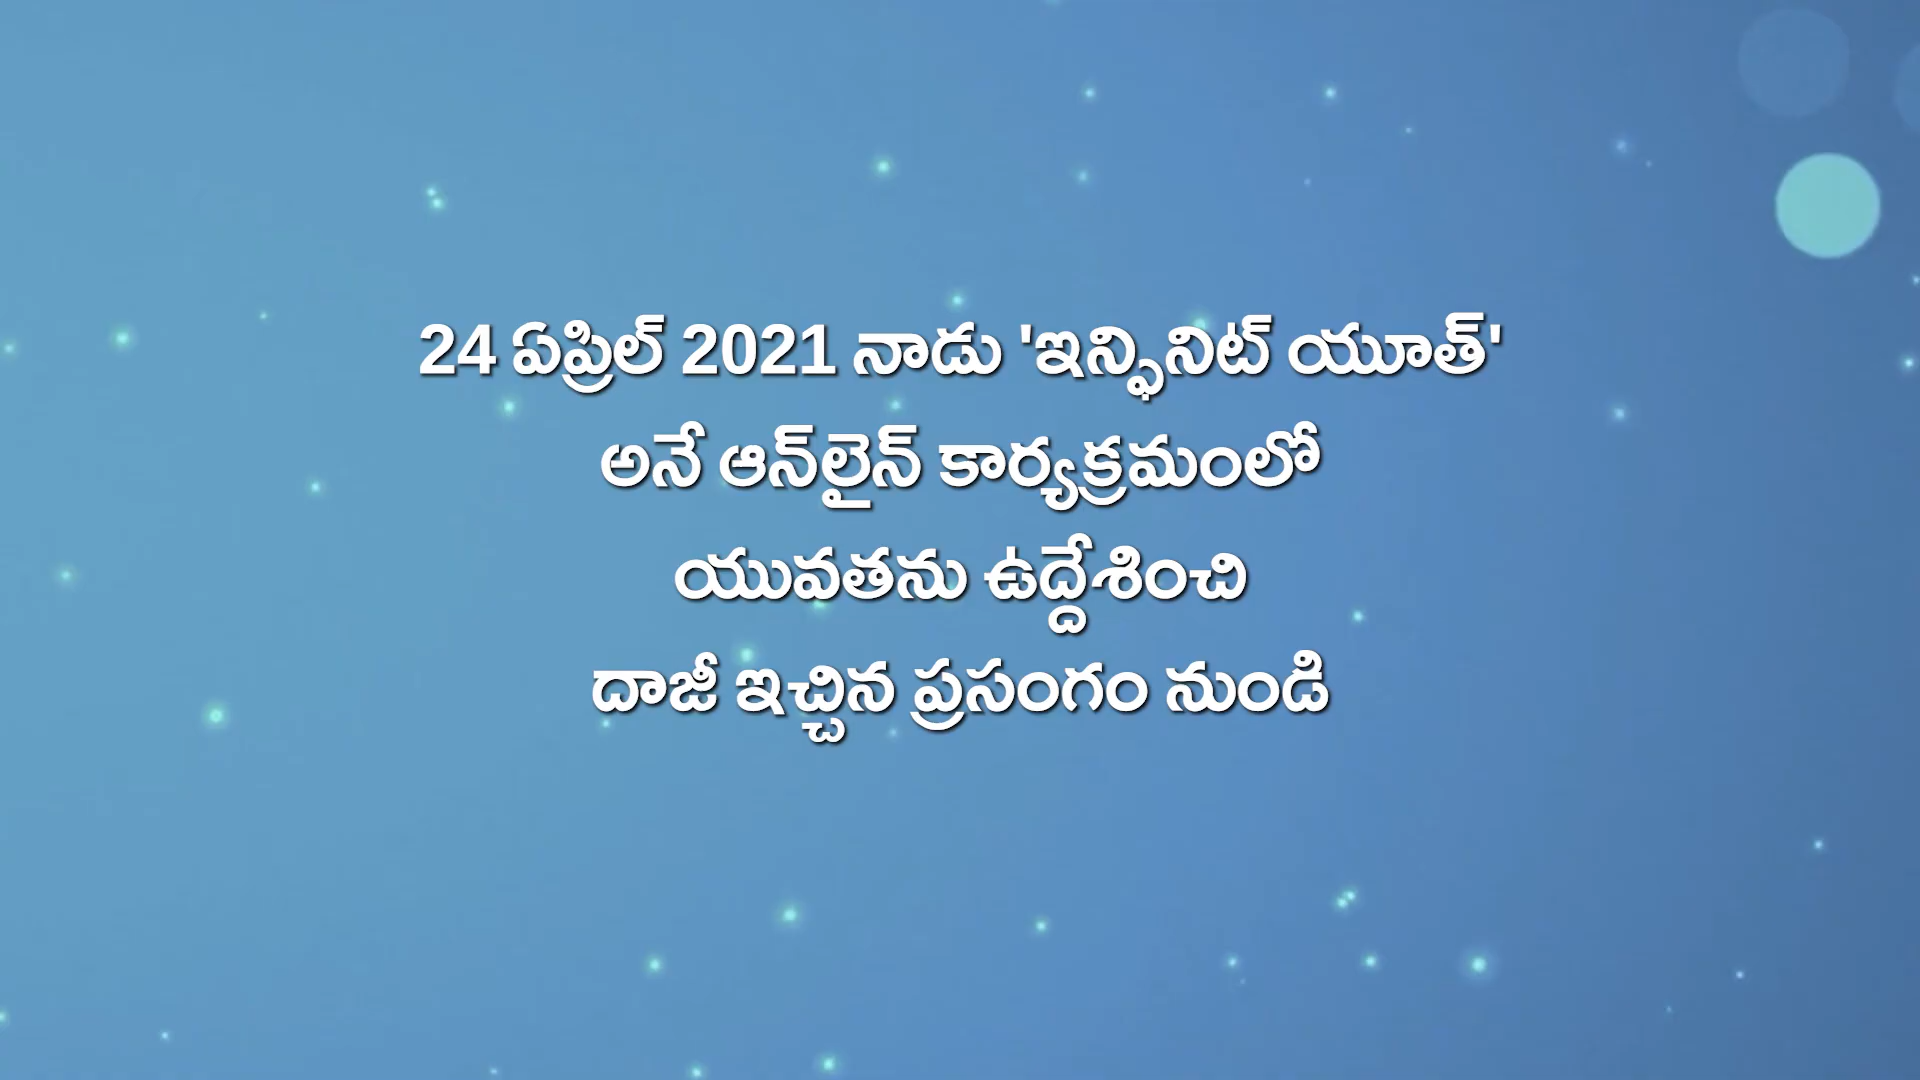 24 ఏప్రిల్ 2021 నాడు 'ఇన్ఫినిట్ యూత్'
అనే ఆన్‌లైన్ కార్యక్రమంలో
యువతను ఉద్దేశించి
దాజీ ఇచ్చిన ప్రసంగం నుండి